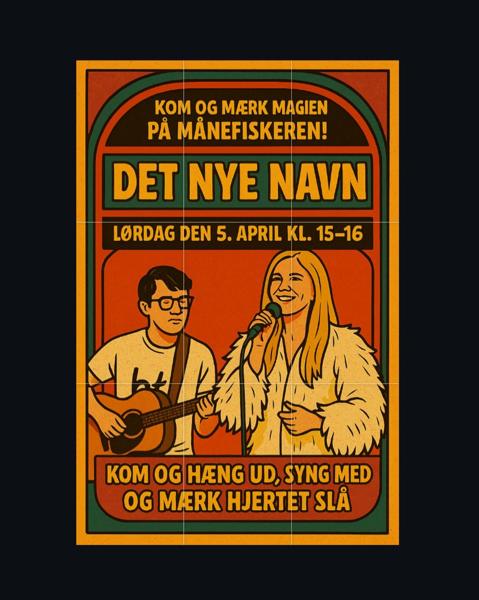 KOM OG MÆRK MAGIEN
PÅ MÅNEFISKEREN!
DET NYE NAVN
LØRDAG DEN 5. APRIL KL. 15–16
KOM OG HÆNG UD, SYNG MED
OG MÆRK HJERTET SLÅ